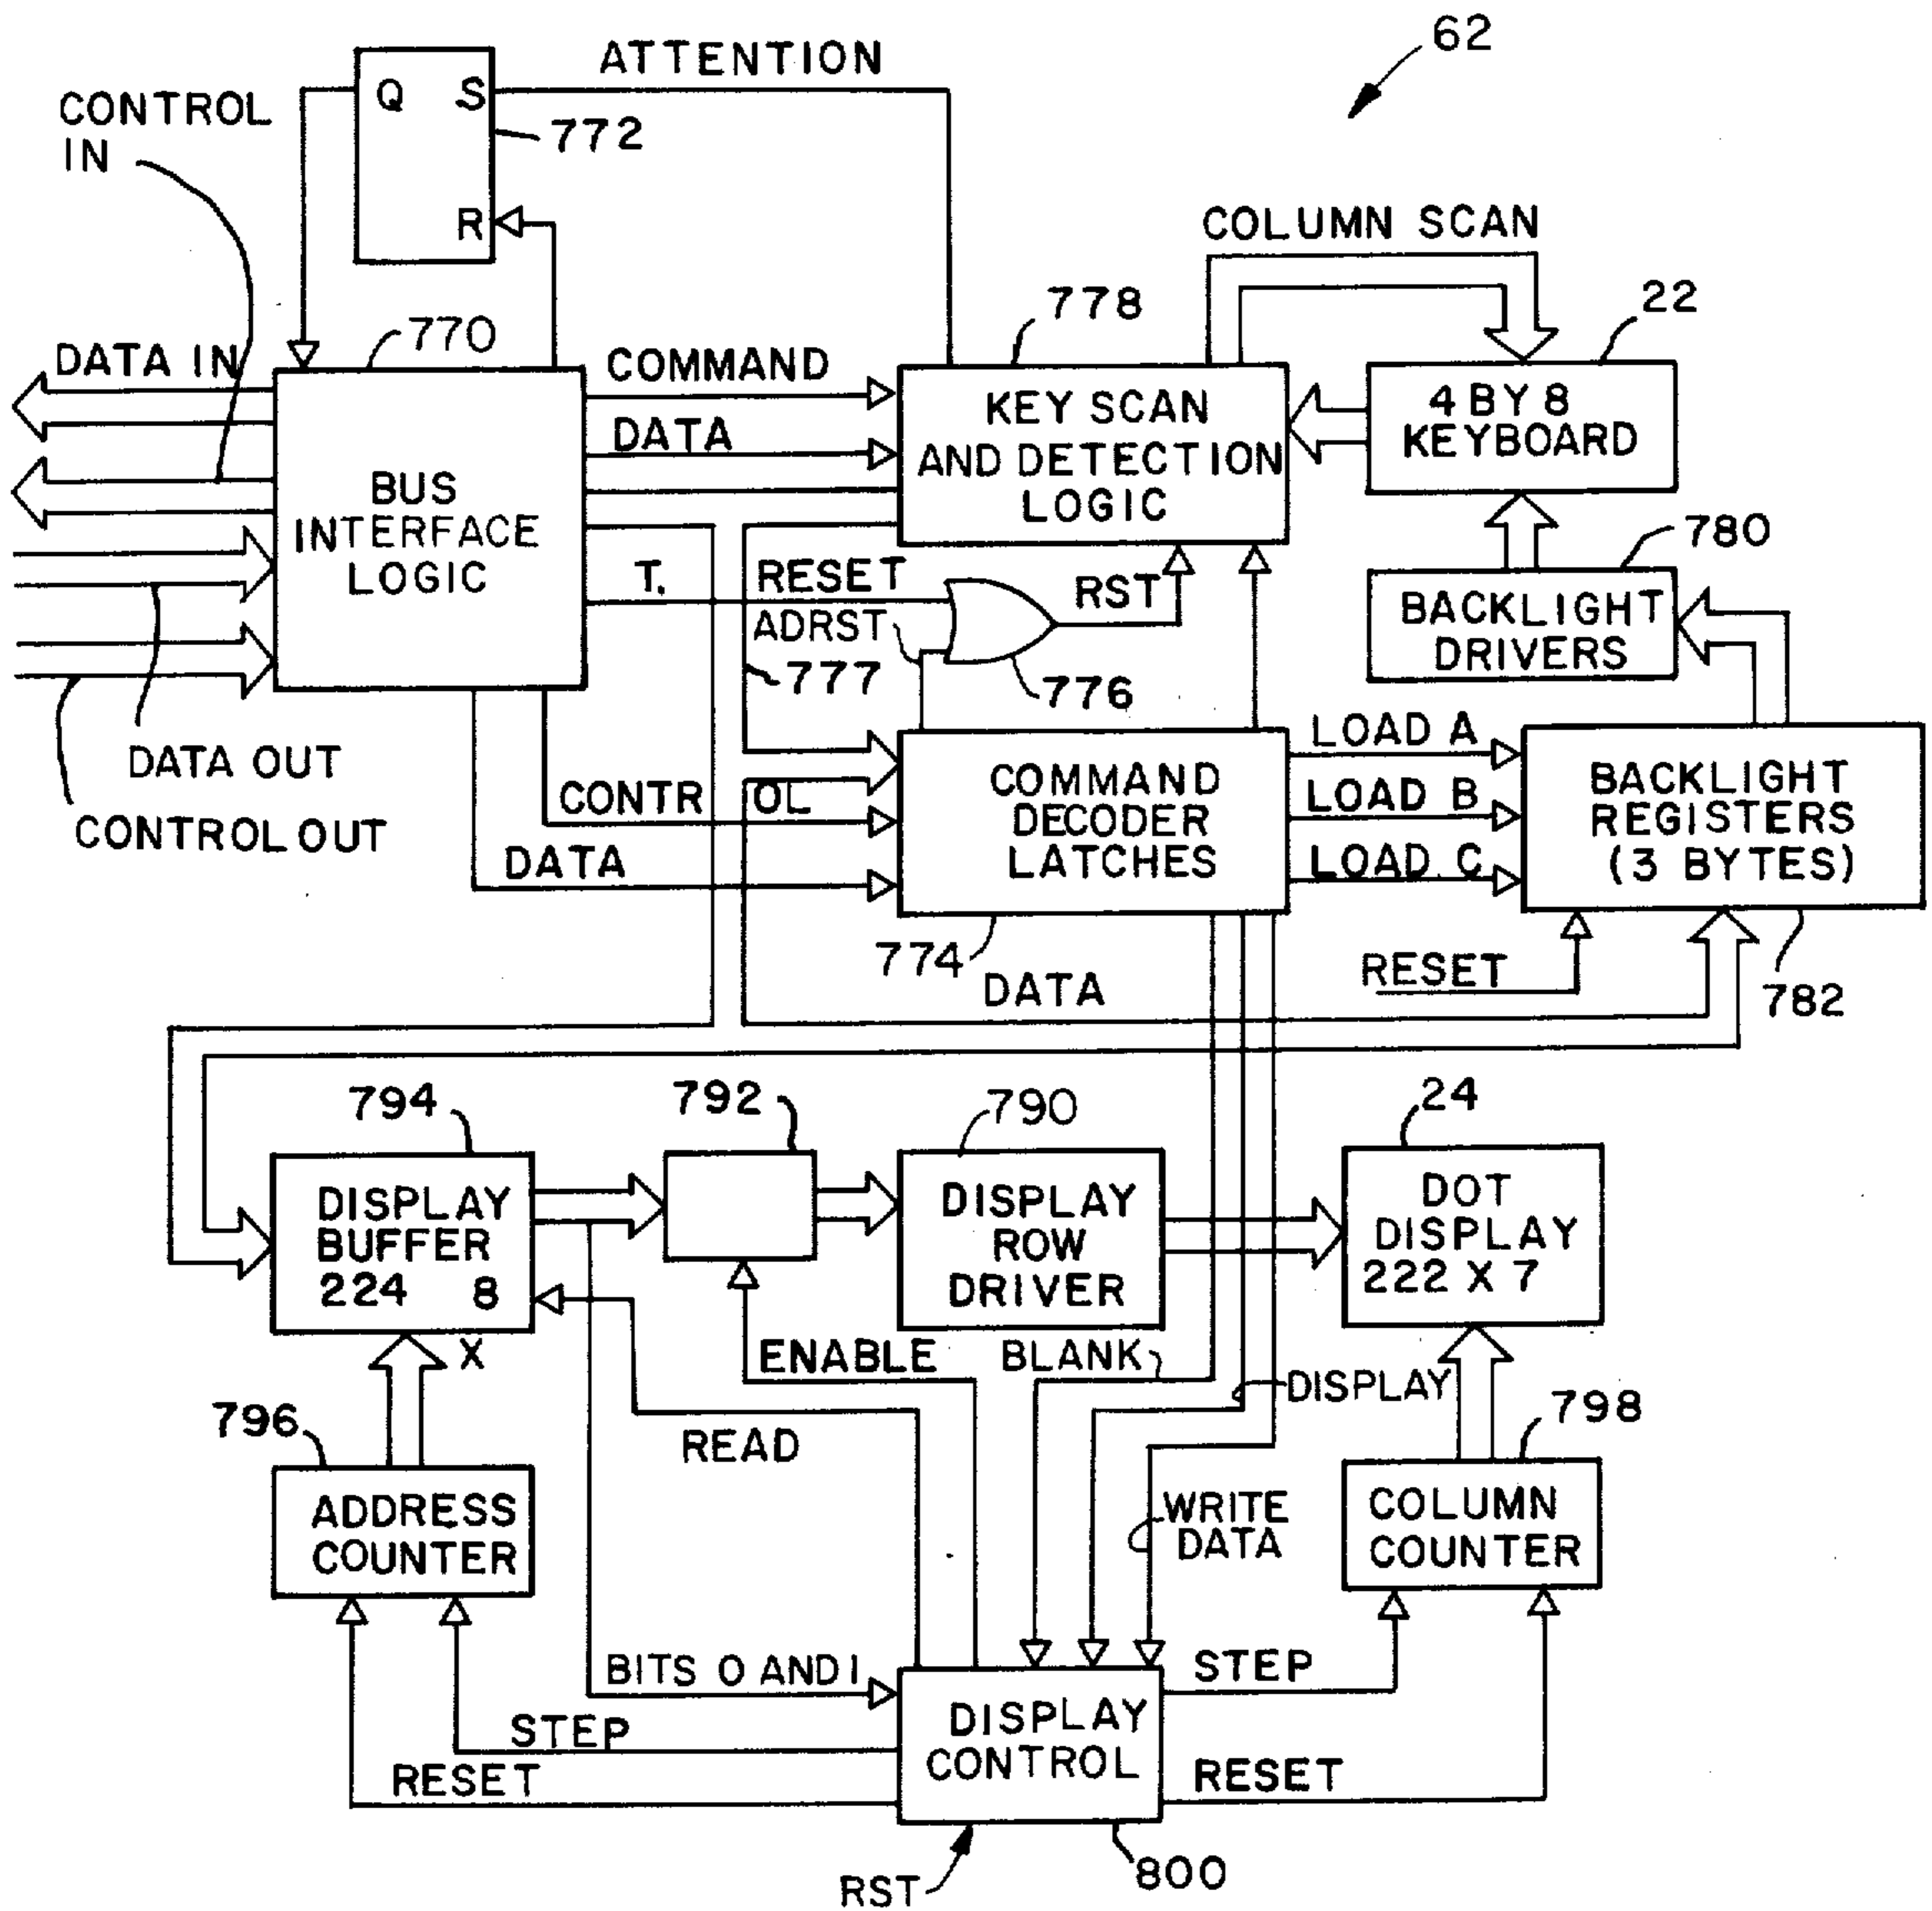 62
ATTENTION
Q S
772
R
CONTROL
IN
COLUMN SCAN
770
778
22
DATA IN
COMMAND
DATA
BUS
INTERFACE
LOGIC
KEY SCAN
AND DETECTION
LOGIC
4 BY 8
KEYBOARD
780
T.
RESET
ADRST
RST
777
776
BACKLIGHT
DRIVERS
DATA OUT
CONTROL OUT
CONTROL
DATA
COMMAND
DECODER
LATCHES
774
LOAD A
LOAD B
LOAD C
BACKLIGHT
REGISTERS
(3 BYTES)
RESET
782
DATA
794
792
790
24
DISPLAY
BUFFER
224 8
X
DISPLAY
ROW
DRIVER
DOT
DISPLAY
222 X 7
ENABLE
BLANK
DISPLAY
READ
796
798
ADDRESS
COUNTER
WRITE
DATA
COLUMN
COUNTER
BITS 0 AND 1
STEP
STEP
DISPLAY
CONTROL
RESET
RESET
RST
800